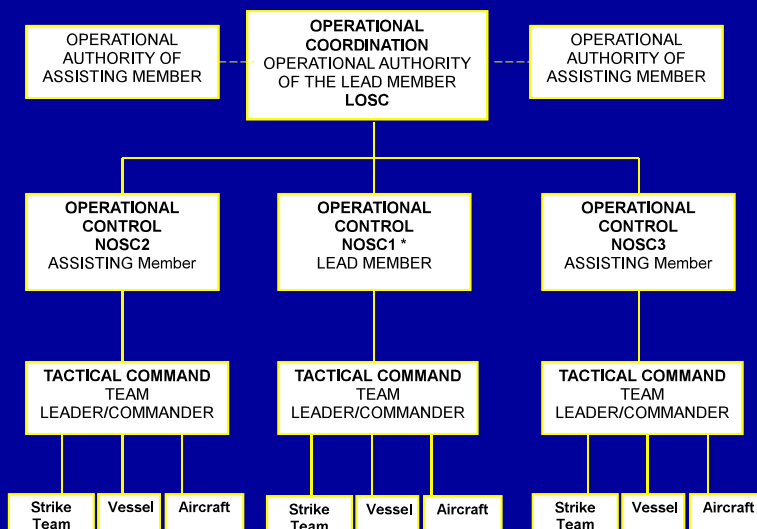 OPERATIONAL
AUTHORITY OF
ASSISTING MEMBER
OPERATIONAL
COORDINATION
OPERATIONAL AUTHORITY
OF THE LEAD MEMBER
LOSC
OPERATIONAL
AUTHORITY OF
ASSISTING MEMBER
OPERATIONAL
CONTROL
NOSC2
ASSISTING Member
OPERATIONAL
CONTROL
NOSC1 *
LEAD MEMBER
OPERATIONAL
CONTROL
NOSC3
ASSISTING Member
TACTICAL COMMAND
TEAM
LEADER/COMMANDER
TACTICAL COMMAND
TEAM
LEADER/COMMANDER
TACTICAL COMMAND
TEAM
LEADER/COMMANDER
Strike
Team
Vessel
Aircraft
Strike
Team
Vessel
Aircraft
Strike
Team
Vessel
Aircraft